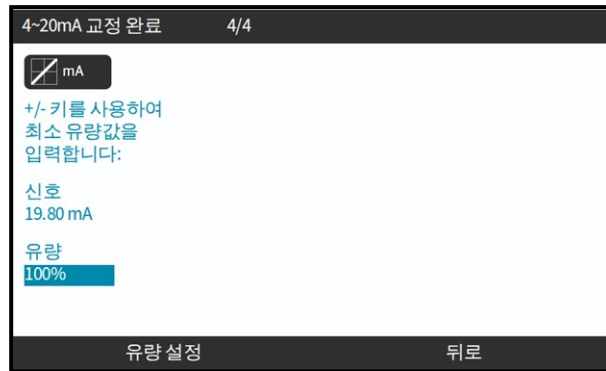 4~20mA 교정 완료 4/4
mA
+/- 키를 사용하여
최소 유량값을
입력합니다:
신호
19.80 mA
유량
100%
유량 설정 뒤로